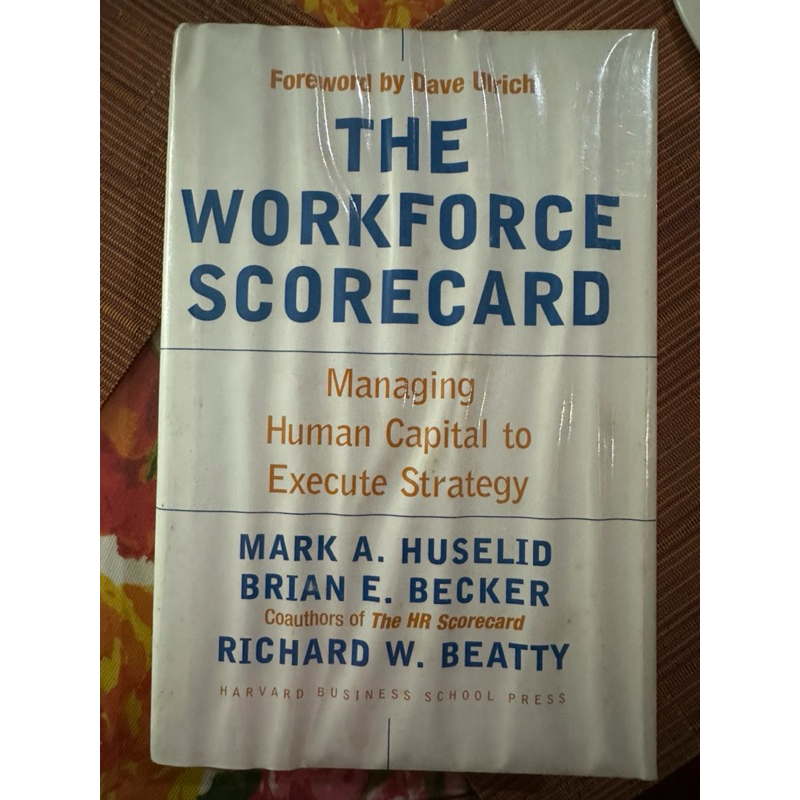 Foreword by Dave Ulrich
THE
WORKFORCE
SCORECARD
Managing
Human Capital to
Execute Strategy
MARK A. HUSELID
BRIAN E. BECKER
Coauthors of The HR Scorecard
RICHARD W. BEATTY
HARVARD BUSINESS SCHOOL PRESS